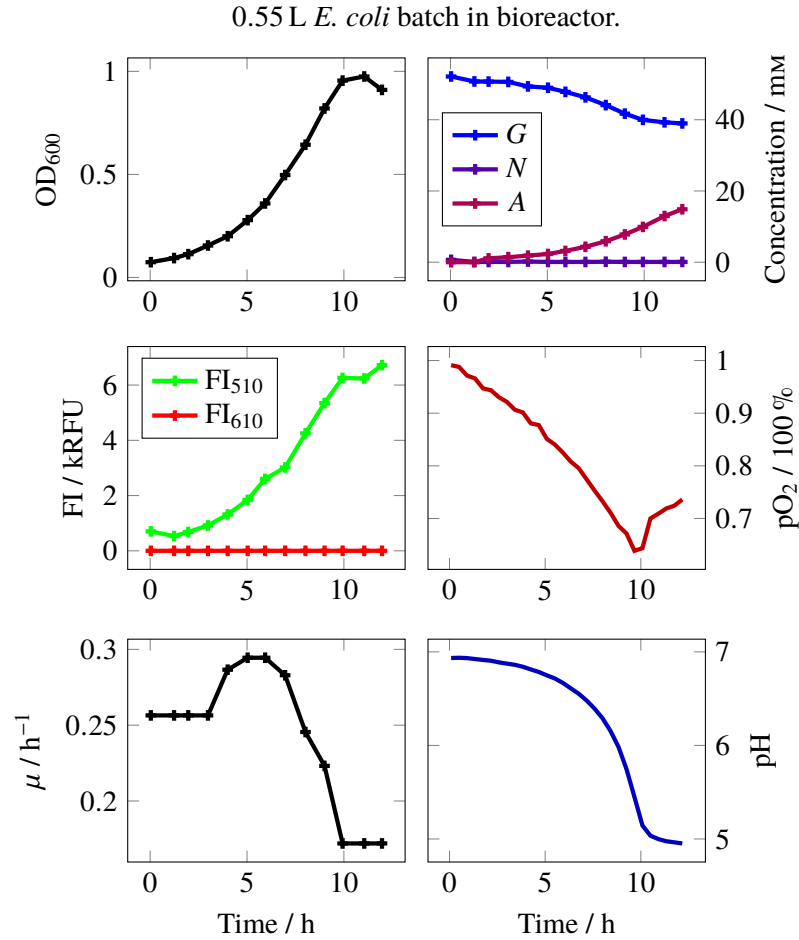 0.55 L E. coli batch in bioreactor.
1
0.5
0
OD₆₀₀
0 5 10
G
N
A
40
20
0
Concentration / mM
0 5 10
6
4
2
0
FI / kRFU
FI₅₁₀
FI₆₁₀
0 5 10
1
0.9
0.8
0.7
pO₂ / 100 %
0 5 10
0.3
0.25
0.2
μ / h⁻¹
0 5 10
Time / h
7
6
5
pH
0 5 10
Time / h